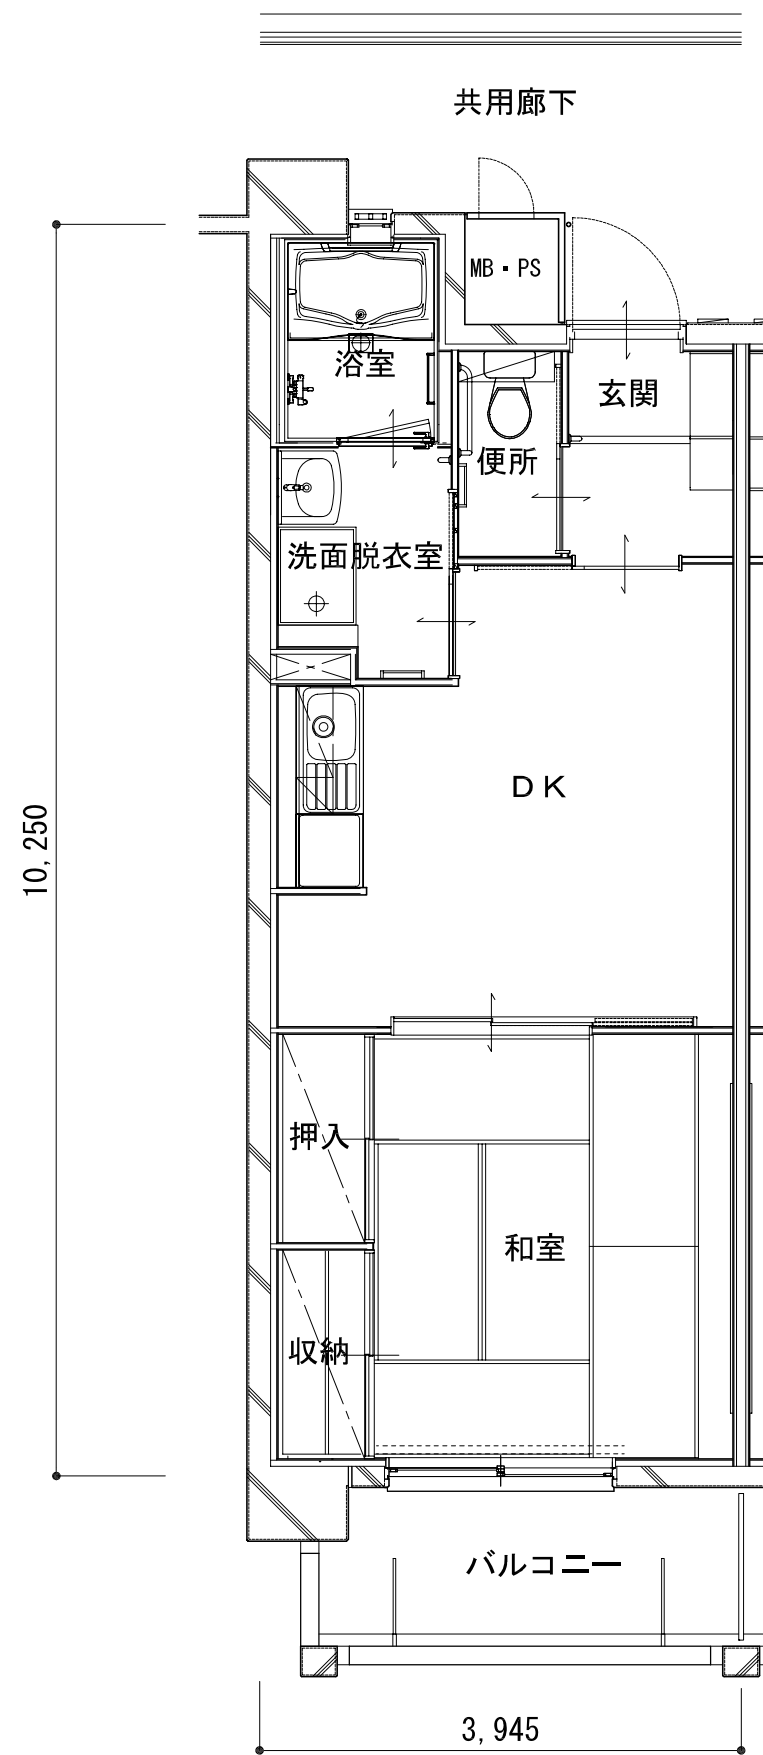 共用廊下
MB・PS
浴室
玄関
便所
洗面脱衣室
DK
10,250
押入
和室
収納
バルコニー
3,945